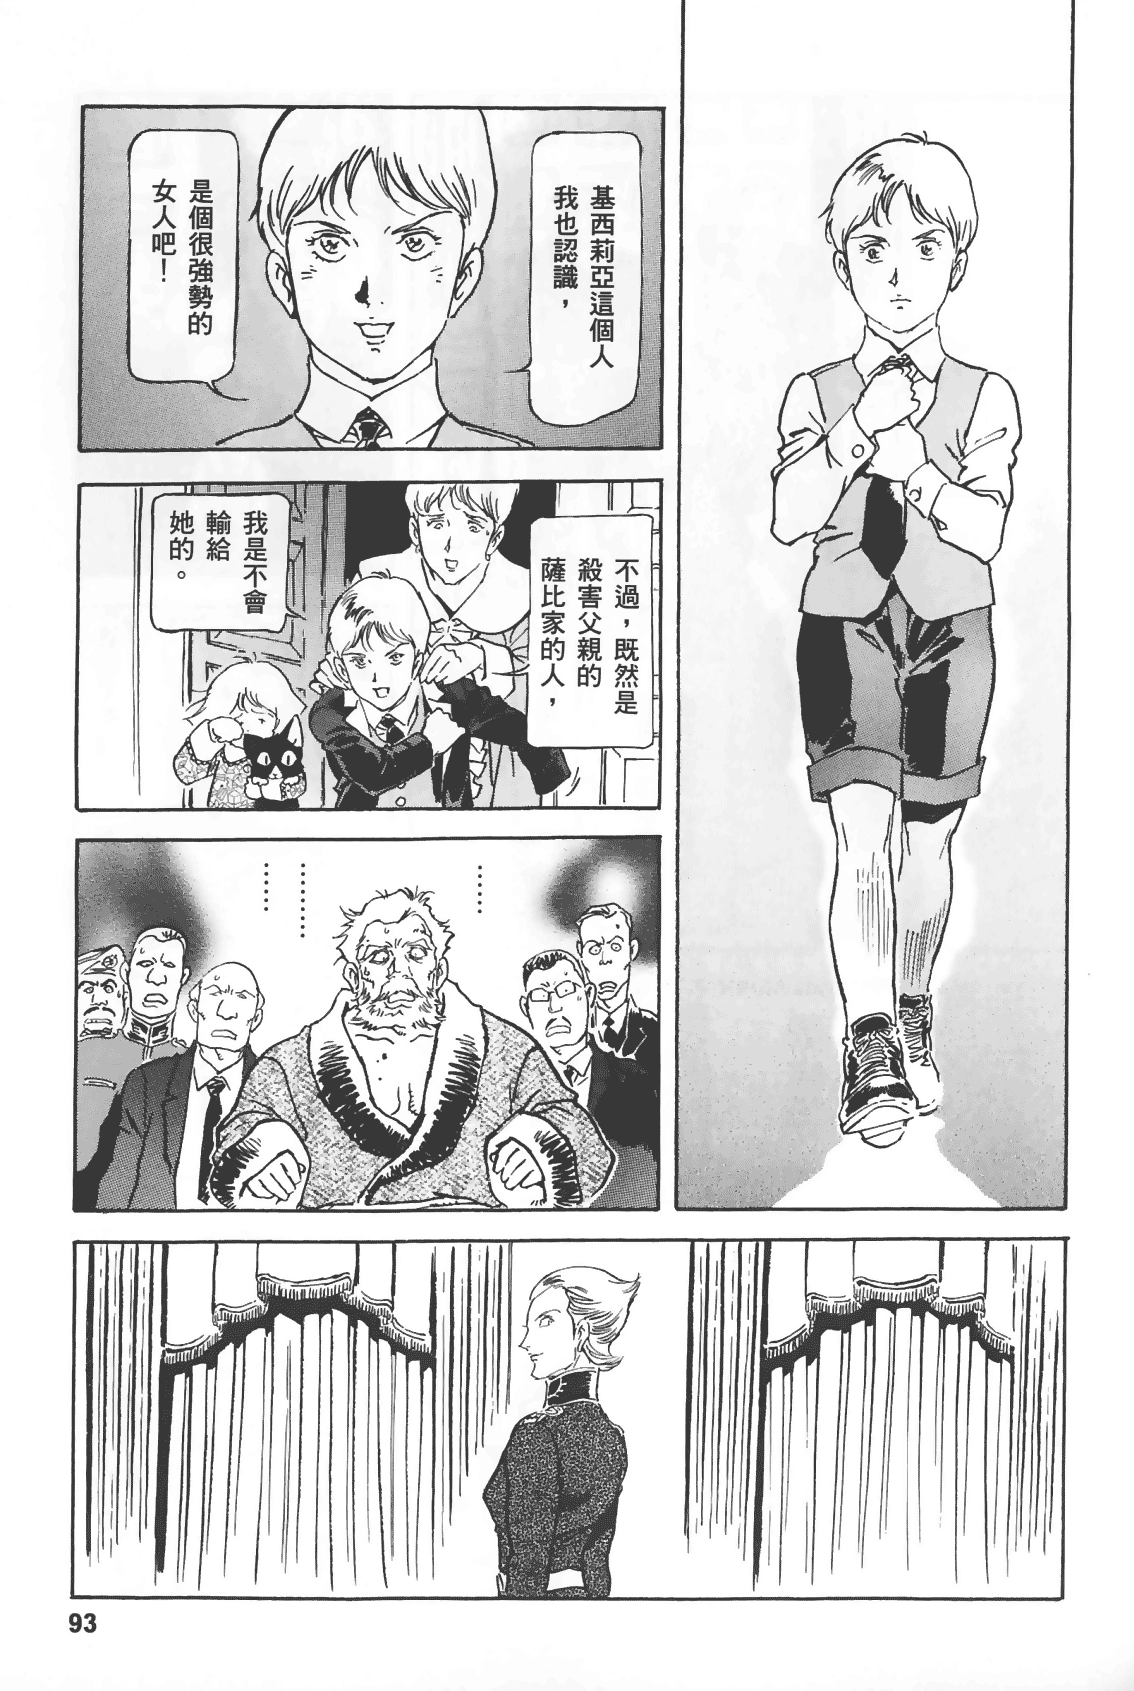 基西莉亞這個人
我也認識，
是個很強勢的
女人吧！
不過，既然是
殺害父親的
薩比家的人，
我是不會
輸給
她的。
………
………
……
93